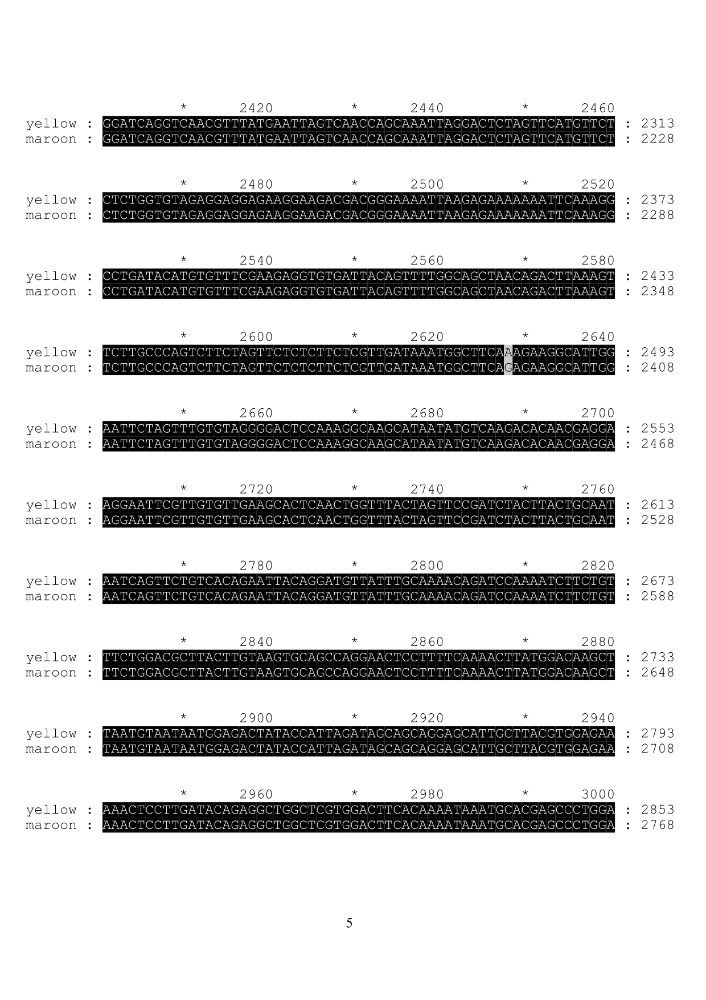 * 2420 * 2440 * 2460
yellow : GGATCAGGTCAACGTTTATGAATTAGTCAACCAGCAAATTAGGACTCTAGTTCATGTTCT : 2313
maroon : GGATCAGGTCAACGTTTATGAATTAGTCAACCAGCAAATTAGGACTCTAGTTCATGTTCT : 2228
* 2480 * 2500 * 2520
yellow : CTCTGGTGTAGAGGAGGAGAAGGAAGACGACGGGAAAATTAAGAGAAAAAAATTCAAAGG : 2373
maroon : CTCTGGTGTAGAGGAGGAGAAGGAAGACGACGGGAAAATTAAGAGAAAAAAATTCAAAGG : 2288
* 2540 * 2560 * 2580
yellow : CCTGATACATGTGTTTCGAAGAGGTGTGATTACAGTTTTGGCAGCTAACAGACTTAAAGT : 2433
maroon : CCTGATACATGTGTTTCGAAGAGGTGTGATTACAGTTTTGGCAGCTAACAGACTTAAAGT : 2348
* 2600 * 2620 * 2640
yellow : TCTTGCCCAGTCTTCTAGTTCTCTCTTCTCGTTGATAAATGGCTTCAAAGAAGGCATTGG : 2493
maroon : TCTTGCCCAGTCTTCTAGTTCTCTCTTCTCGTTGATAAATGGCTTCAGAGAAGGCATTGG : 2408
* 2660 * 2680 * 2700
yellow : AATTCTAGTTTGTGTAGGGGACTCCAAAGGCAAGCATAATATGTCAAGACACAACGAGGA : 2553
maroon : AATTCTAGTTTGTGTAGGGGACTCCAAAGGCAAGCATAATATGTCAAGACACAACGAGGA : 2468
* 2720 * 2740 * 2760
yellow : AGGAATTCGTTGTGTTGAAGCACTCAACTGGTTTACTAGTTCCGATCTACTTACTGCAAT : 2613
maroon : AGGAATTCGTTGTGTTGAAGCACTCAACTGGTTTACTAGTTCCGATCTACTTACTGCAAT : 2528
* 2780 * 2800 * 2820
yellow : AATCAGTTCTGTCACAGAATTACAGGATGTTATTTGCAAAACAGATCCAAAATCTTCTGT : 2673
maroon : AATCAGTTCTGTCACAGAATTACAGGATGTTATTTGCAAAACAGATCCAAAATCTTCTGT : 2588
* 2840 * 2860 * 2880
yellow : TTCTGGACGCTTACTTGTAAGTGCAGCCAGGAACTCCTTTTCAAAACTTATGGACAAGCT : 2733
maroon : TTCTGGACGCTTACTTGTAAGTGCAGCCAGGAACTCCTTTTCAAAACTTATGGACAAGCT : 2648
* 2900 * 2920 * 2940
yellow : TAATGTAATAATGGAGACTATACCATTAGATAGCAGCAGGAGCATTGCTTACGTGGAGAA : 2793
maroon : TAATGTAATAATGGAGACTATACCATTAGATAGCAGCAGGAGCATTGCTTACGTGGAGAA : 2708
* 2960 * 2980 * 3000
yellow : AAACTCCTTGATACAGAGGCTGGCTCGTGGACTTCACAAAATAAATGCACGAGCCCTGGA : 2853
maroon : AAACTCCTTGATACAGAGGCTGGCTCGTGGACTTCACAAAATAAATGCACGAGCCCTGGA : 2768
5